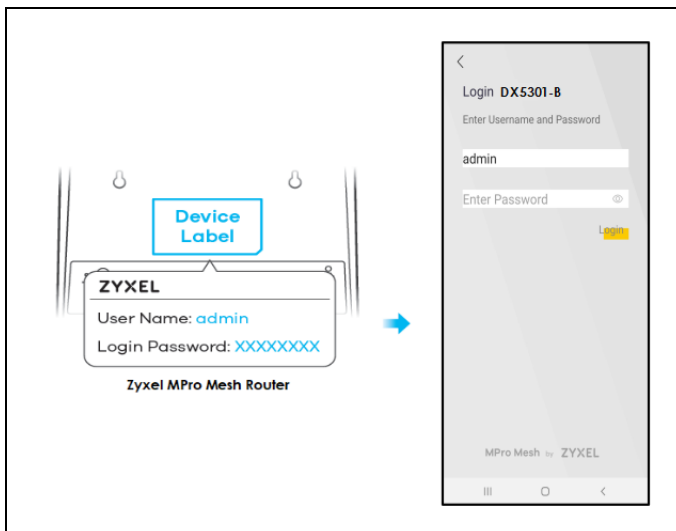 Device
Label
ZYXEL
User Name: admin
Login Password: XXXXXXXX
Zyxel MPro Mesh Router
Login DX5301-B
Enter Username and Password
admin
Enter Password
Login
MPro Mesh by ZYXEL